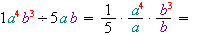 1a⁴b³ ÷ 5ab = 1/5 · a⁴/a · b³/b =